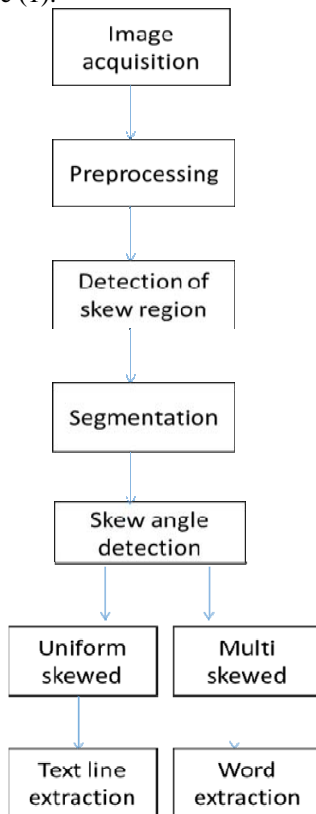 e (1).
Image
acquisition
Preprocessing
Detection of
skew region
Segmentation
Skew angle
detection
Uniform
skewed
Multi
skewed
Text line
extraction
Word
extraction